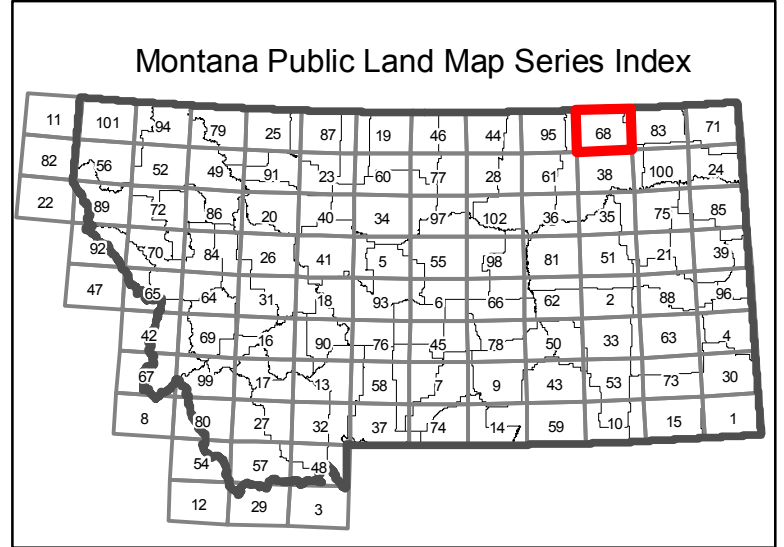 Montana Public Land Map Series Index
11 101 94 79 25 87 19 46 44 95 68 83 71
82 56 52 49 91 23 60 77 28 61 38 100 24
22 89 72 86 20 40 34 97 102 36 35 75 85
92 70 84 26 41 5 55 98 81 51 21 39
47 65 64 31 18 93 6 66 62 2 88 96
42 69 16 90 76 45 78 50 33 63 4
67 99 17 13 58 7 9 43 53 73 30
8 80 27 32 37 74 14 59 10 15 1
54 57 48
12 29 3